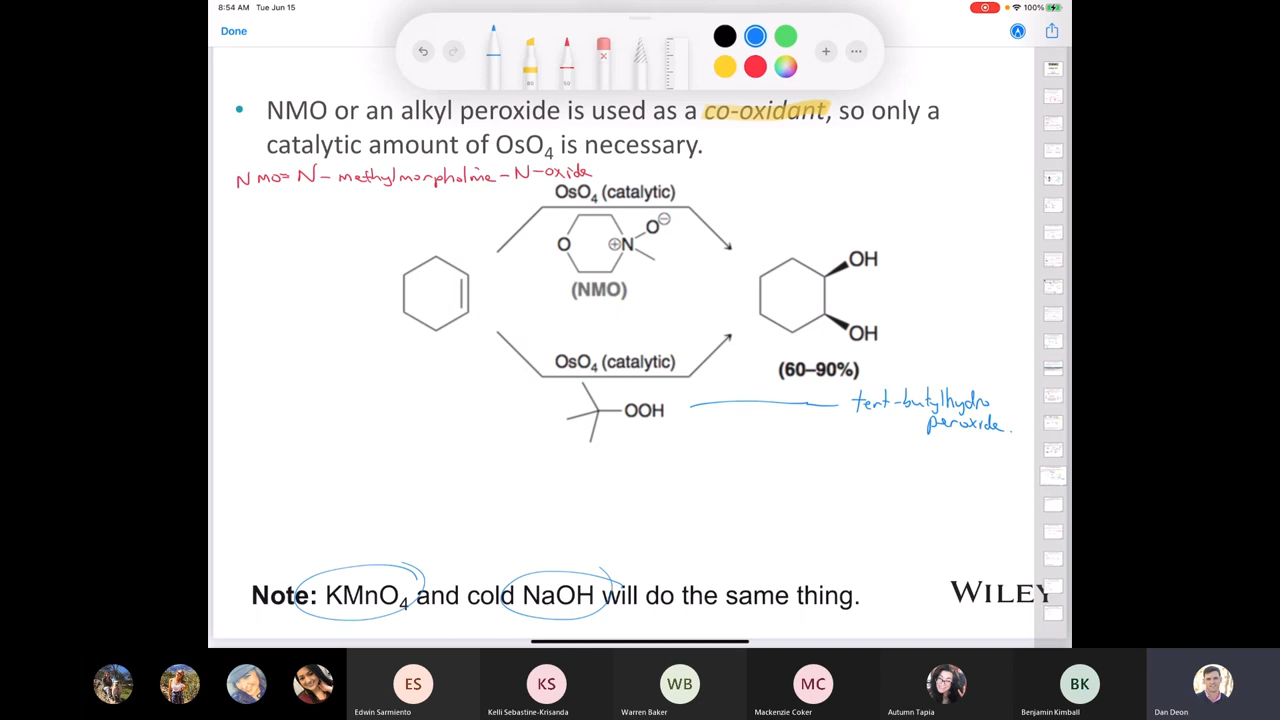 8:54 AM Tue Jun 15
100%
Done
• NMO or an alkyl peroxide is used as a co-oxidant, so only a
catalytic amount of OsO4 is necessary.
NMO= N-methylmorpholine-N-oxide
OsO4 (catalytic)
O
⊕N
O⊖
(NMO)
OH
OH
(60–90%)
OsO4 (catalytic)
OOH
tert-butylhydro
peroxide.
Note: KMnO4 and cold NaOH will do the same thing.
WILEY
ES
KS
WB
MC
BK
Edwin Sarmiento
Kelli Sebastine-Krisanda
Warren Baker
Mackenzie Coker
Autumn Tapia
Benjamin Kimball
Dan Deon